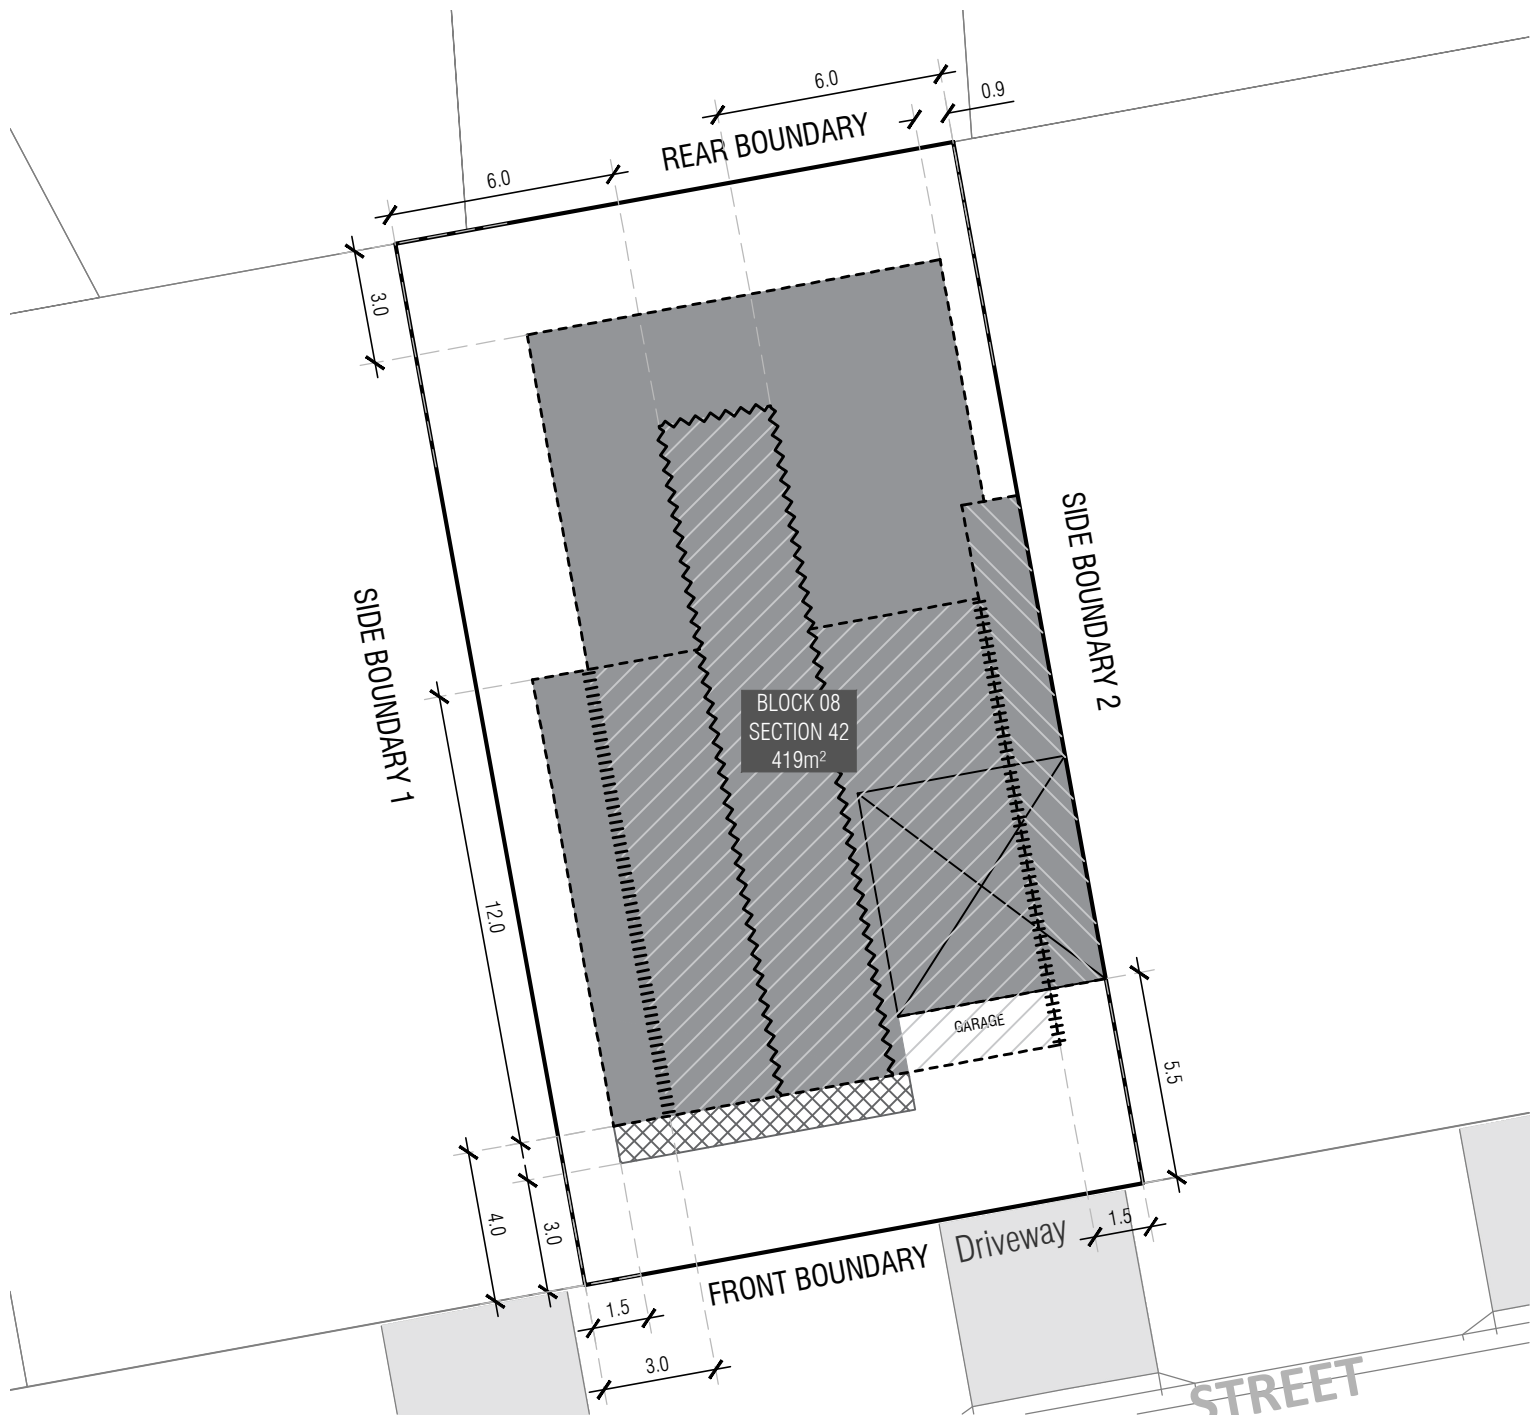 6.0
0.9
REAR BOUNDARY
6.0
3.0
SIDE BOUNDARY 2
SIDE BOUNDARY 1
BLOCK 08
SECTION 42
419m²
12.0
GARAGE
5.5
4.0
3.0
1.5
Driveway
FRONT BOUNDARY
1.5
3.0
STREET